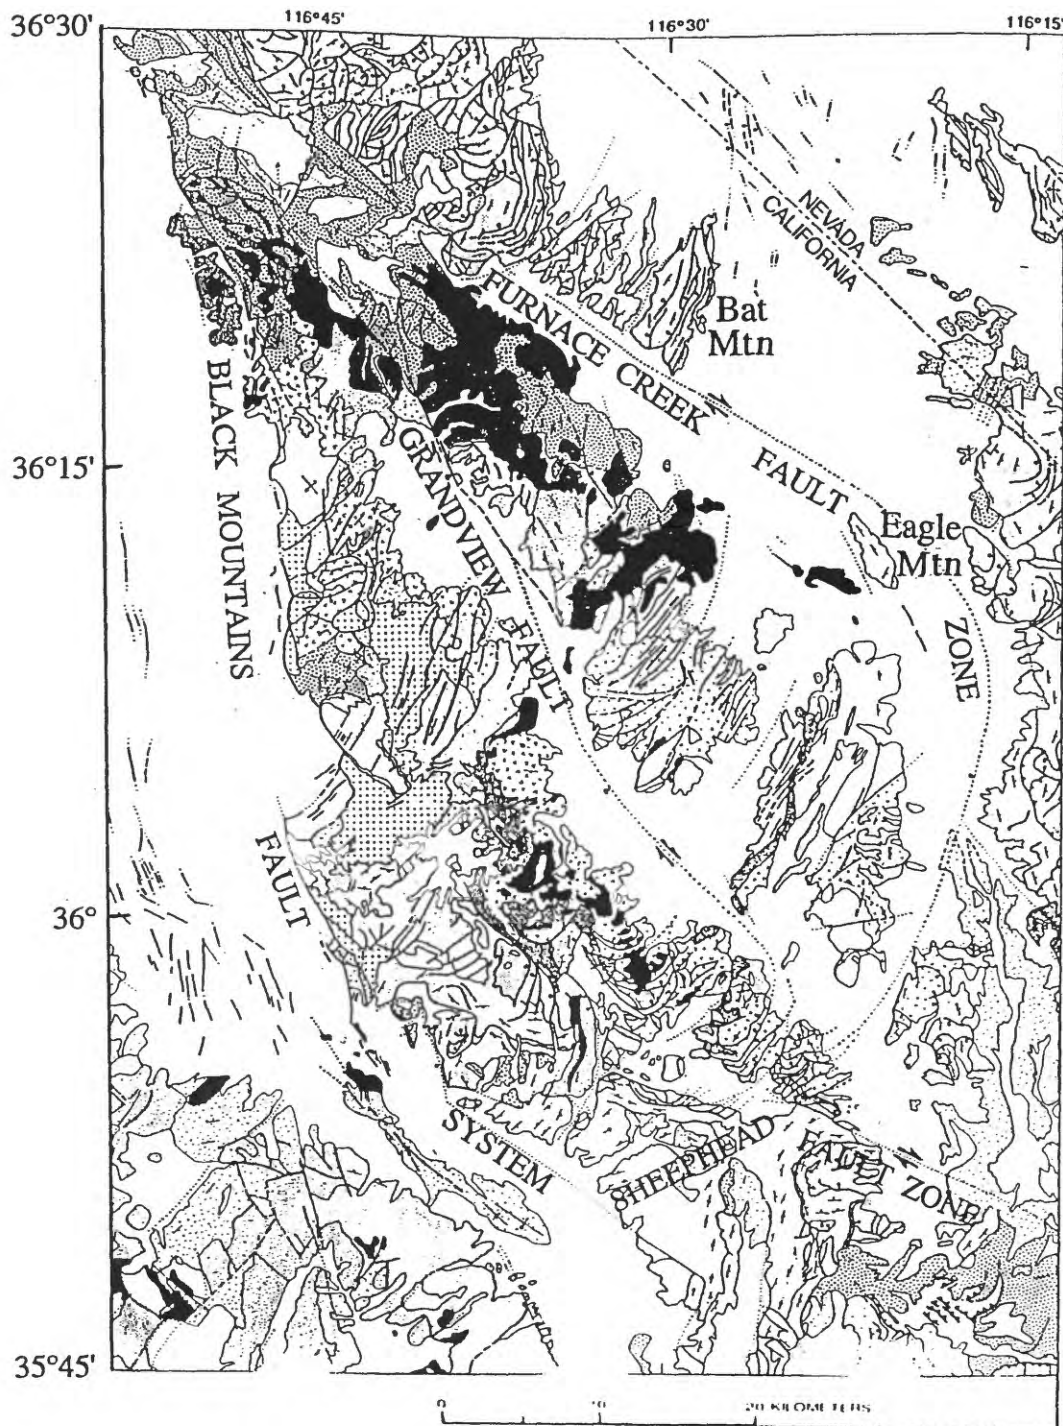 116°45' 116°30' 116°15'
36°30'
NEVADA
CALIFORNIA
Bat
Mtn
FURNACE CREEK FAULT ZONE
BLACK MOUNTAINS FAULT SYSTEM
GRANDVIEW FAULT
36°15'
Eagle
Mtn
36°
SHEEPHEAD FAULT ZONE
35°45'
0 10 20 KILOMETERS